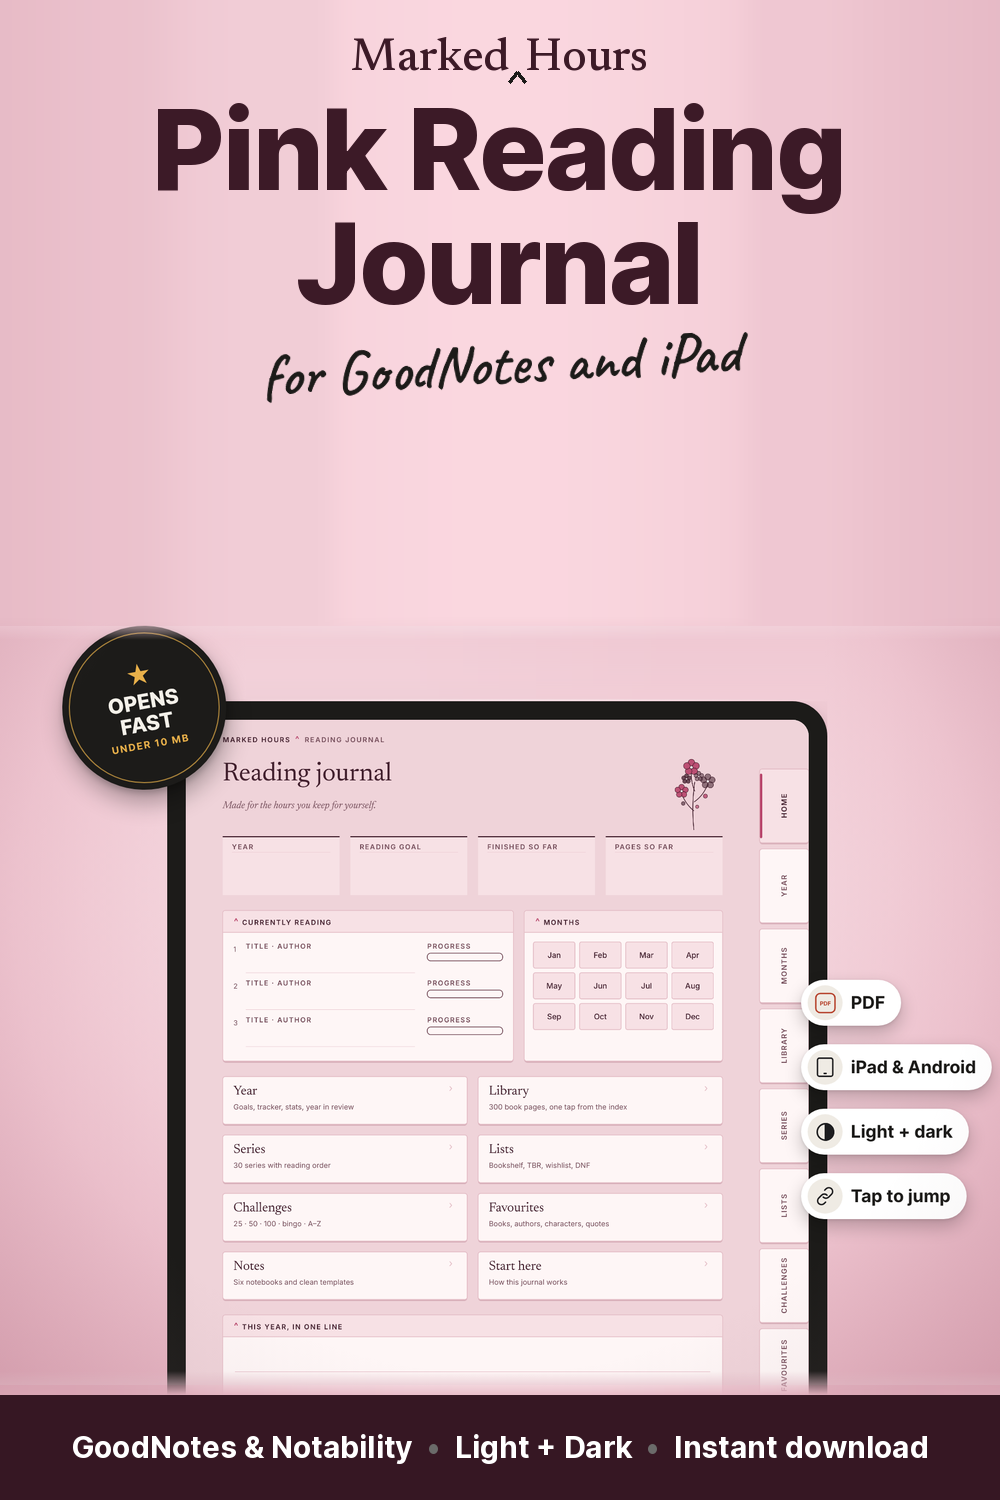 Marked ^ Hours
Pink Reading
Journal
for GoodNotes and iPad
★
OPENS
FAST
UNDER 10 MB
MARKED HOURS ^ READING JOURNAL
Reading journal
Made for the hours you keep for yourself.
YEAR
READING GOAL
FINISHED SO FAR
PAGES SO FAR
^ CURRENTLY READING
1 TITLE · AUTHOR PROGRESS
2 TITLE · AUTHOR PROGRESS
3 TITLE · AUTHOR PROGRESS
^ MONTHS
Jan Feb Mar Apr
May Jun Jul Aug
Sep Oct Nov Dec
Year
Goals, tracker, stats, year in review
Library
300 book pages, one tap from the index
Series
30 series with reading order
Lists
Bookshelf, TBR, wishlist, DNF
Challenges
25 · 50 · 100 · bingo · A–Z
Favourites
Books, authors, characters, quotes
Notes
Six notebooks and clean templates
Start here
How this journal works
^ THIS YEAR, IN ONE LINE
HOME
YEAR
MONTHS
LIBRARY
SERIES
LISTS
CHALLENGES
FAVOURITES
PDF PDF
iPad & Android
Light + dark
Tap to jump
GoodNotes & Notability • Light + Dark • Instant download